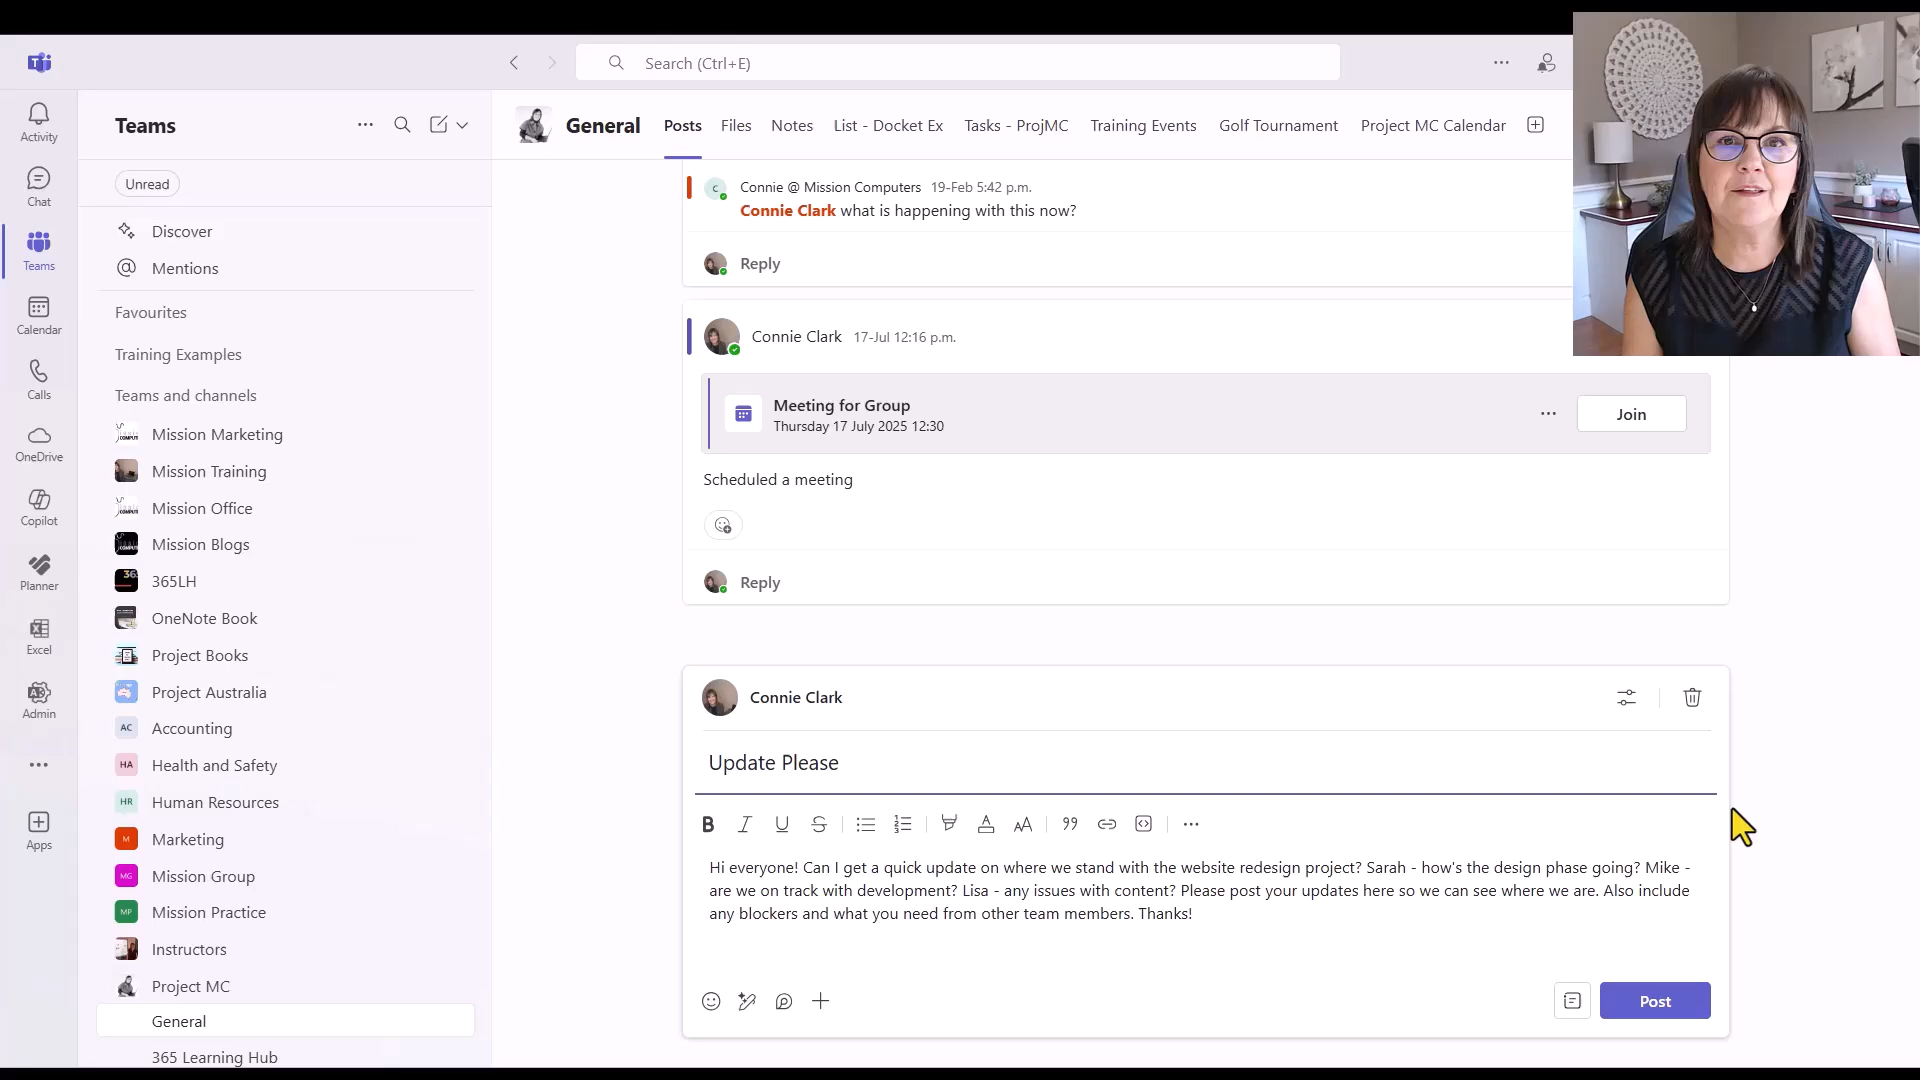 Search (Ctrl+E)
Activity
Chat
Teams
Calendar
Calls
OneDrive
Copilot
Planner
Excel
Admin
Apps
Teams
Unread
Discover
Mentions
Favourites
Training Examples
Teams and channels
Mission Marketing
Mission Training
Mission Office
Mission Blogs
365LH
OneNote Book
Project Books
Project Australia
AC Accounting
HA Health and Safety
HR Human Resources
M Marketing
MG Mission Group
MP Mission Practice
Instructors
Project MC
General
365 Learning Hub
General Posts Files Notes List - Docket Ex Tasks - ProjMC Training Events Golf Tournament Project MC Calendar
C Connie @ Mission Computers 19-Feb 5:42 p.m.
Connie Clark what is happening with this now?
Reply
Connie Clark 17-Jul 12:16 p.m.
Meeting for Group
Thursday 17 July 2025 12:30
Join
Scheduled a meeting
Reply
Connie Clark
Update Please
Hi everyone! Can I get a quick update on where we stand with the website redesign project? Sarah - how's the design phase going? Mike -
are we on track with development? Lisa - any issues with content? Please post your updates here so we can see where we are. Also include
any blockers and what you need from other team members. Thanks!
Post